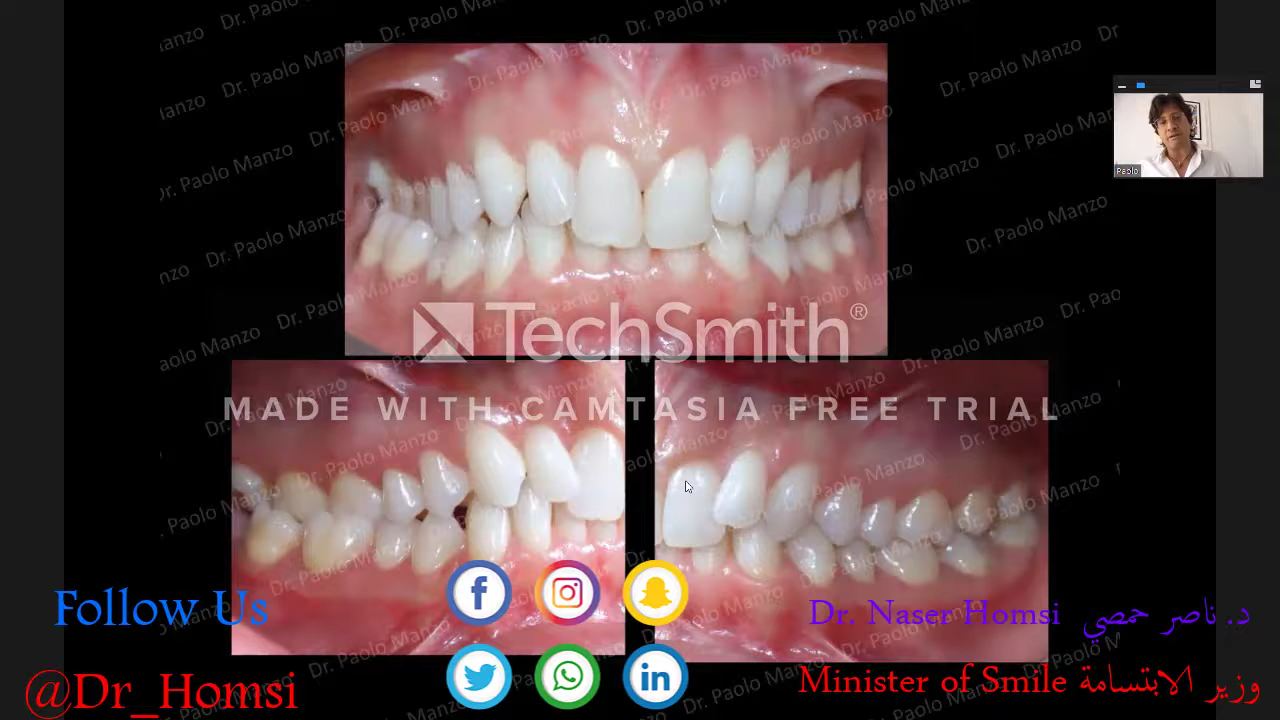 Dr. Paolo Manzo
Paolo
TechSmith®
MADE WITH CAMTASIA FREE TRIAL
Follow Us
@Dr_Homsi
Dr. Naser Homsi د. ناصر حمصي
Minister of Smile وزير الابتسامة